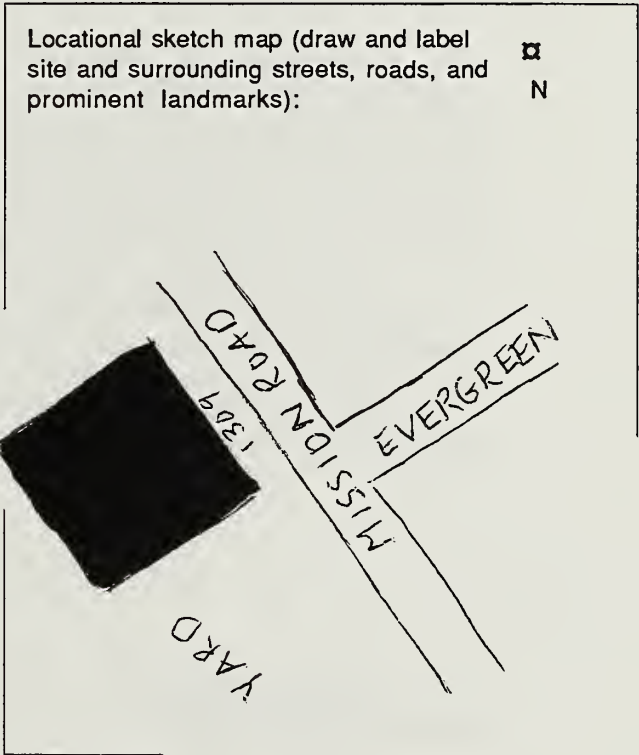 Locational sketch map (draw and label
site and surrounding streets, roads, and
prominent landmarks):
N
MISSION ROAD
1309
EVERGREEN
YARD